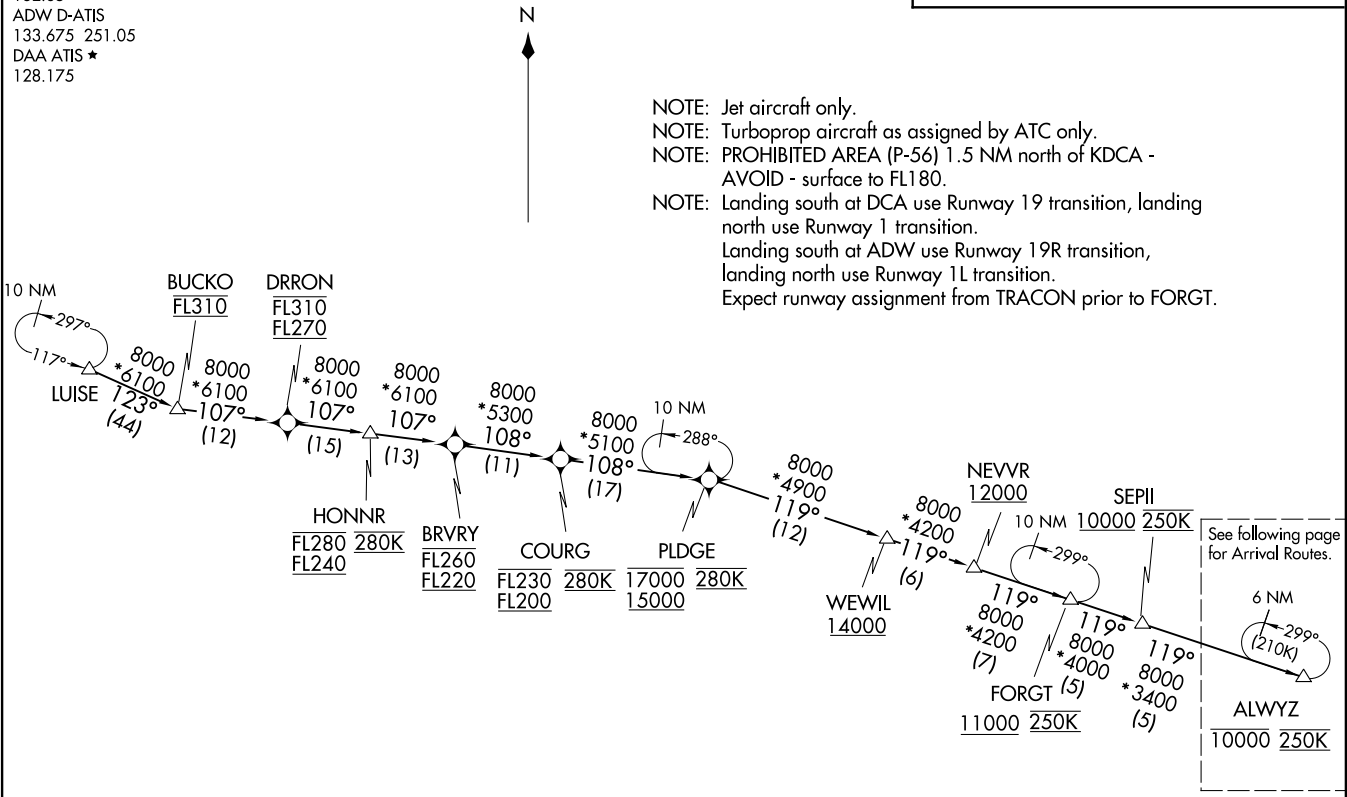 ADW D-ATIS
133.675 251.05
DAA ATIS ★
128.175
N
NOTE: Jet aircraft only.
NOTE: Turboprop aircraft as assigned by ATC only.
NOTE: PROHIBITED AREA (P-56) 1.5 NM north of KDCA -
AVOID - surface to FL180.
NOTE: Landing south at DCA use Runway 19 transition, landing
north use Runway 1 transition.
Landing south at ADW use Runway 19R transition,
landing north use Runway 1L transition.
Expect runway assignment from TRACON prior to FORGT.
10 NM
297°
117°
LUISE
8000
*6100
123°
(44)
BUCKO
FL310
8000
*6100
107°
(12)
DRRON
FL310
FL270
8000
*6100
107°
(15)
HONNR
FL280 280K
FL240
8000
*6100
107°
(13)
BRVRY
FL260
FL220
8000
*5300
108°
(11)
COURG
FL230 280K
FL200
8000
*5100
108°
(17)
10 NM
288°
PLDGE
17000 280K
15000
8000
*4900
119°
(12)
WEWIL
14000
8000
*4200
119°
(6)
NEVVR
12000
119°
8000
*4200
(7)
10 NM
299°
FORGT
11000 250K
119°
8000
*4000
(5)
SEPII
10000 250K
119°
8000
*3400
(5)
See following page
for Arrival Routes.
6 NM
299°
(210K)
ALWYZ
10000 250K